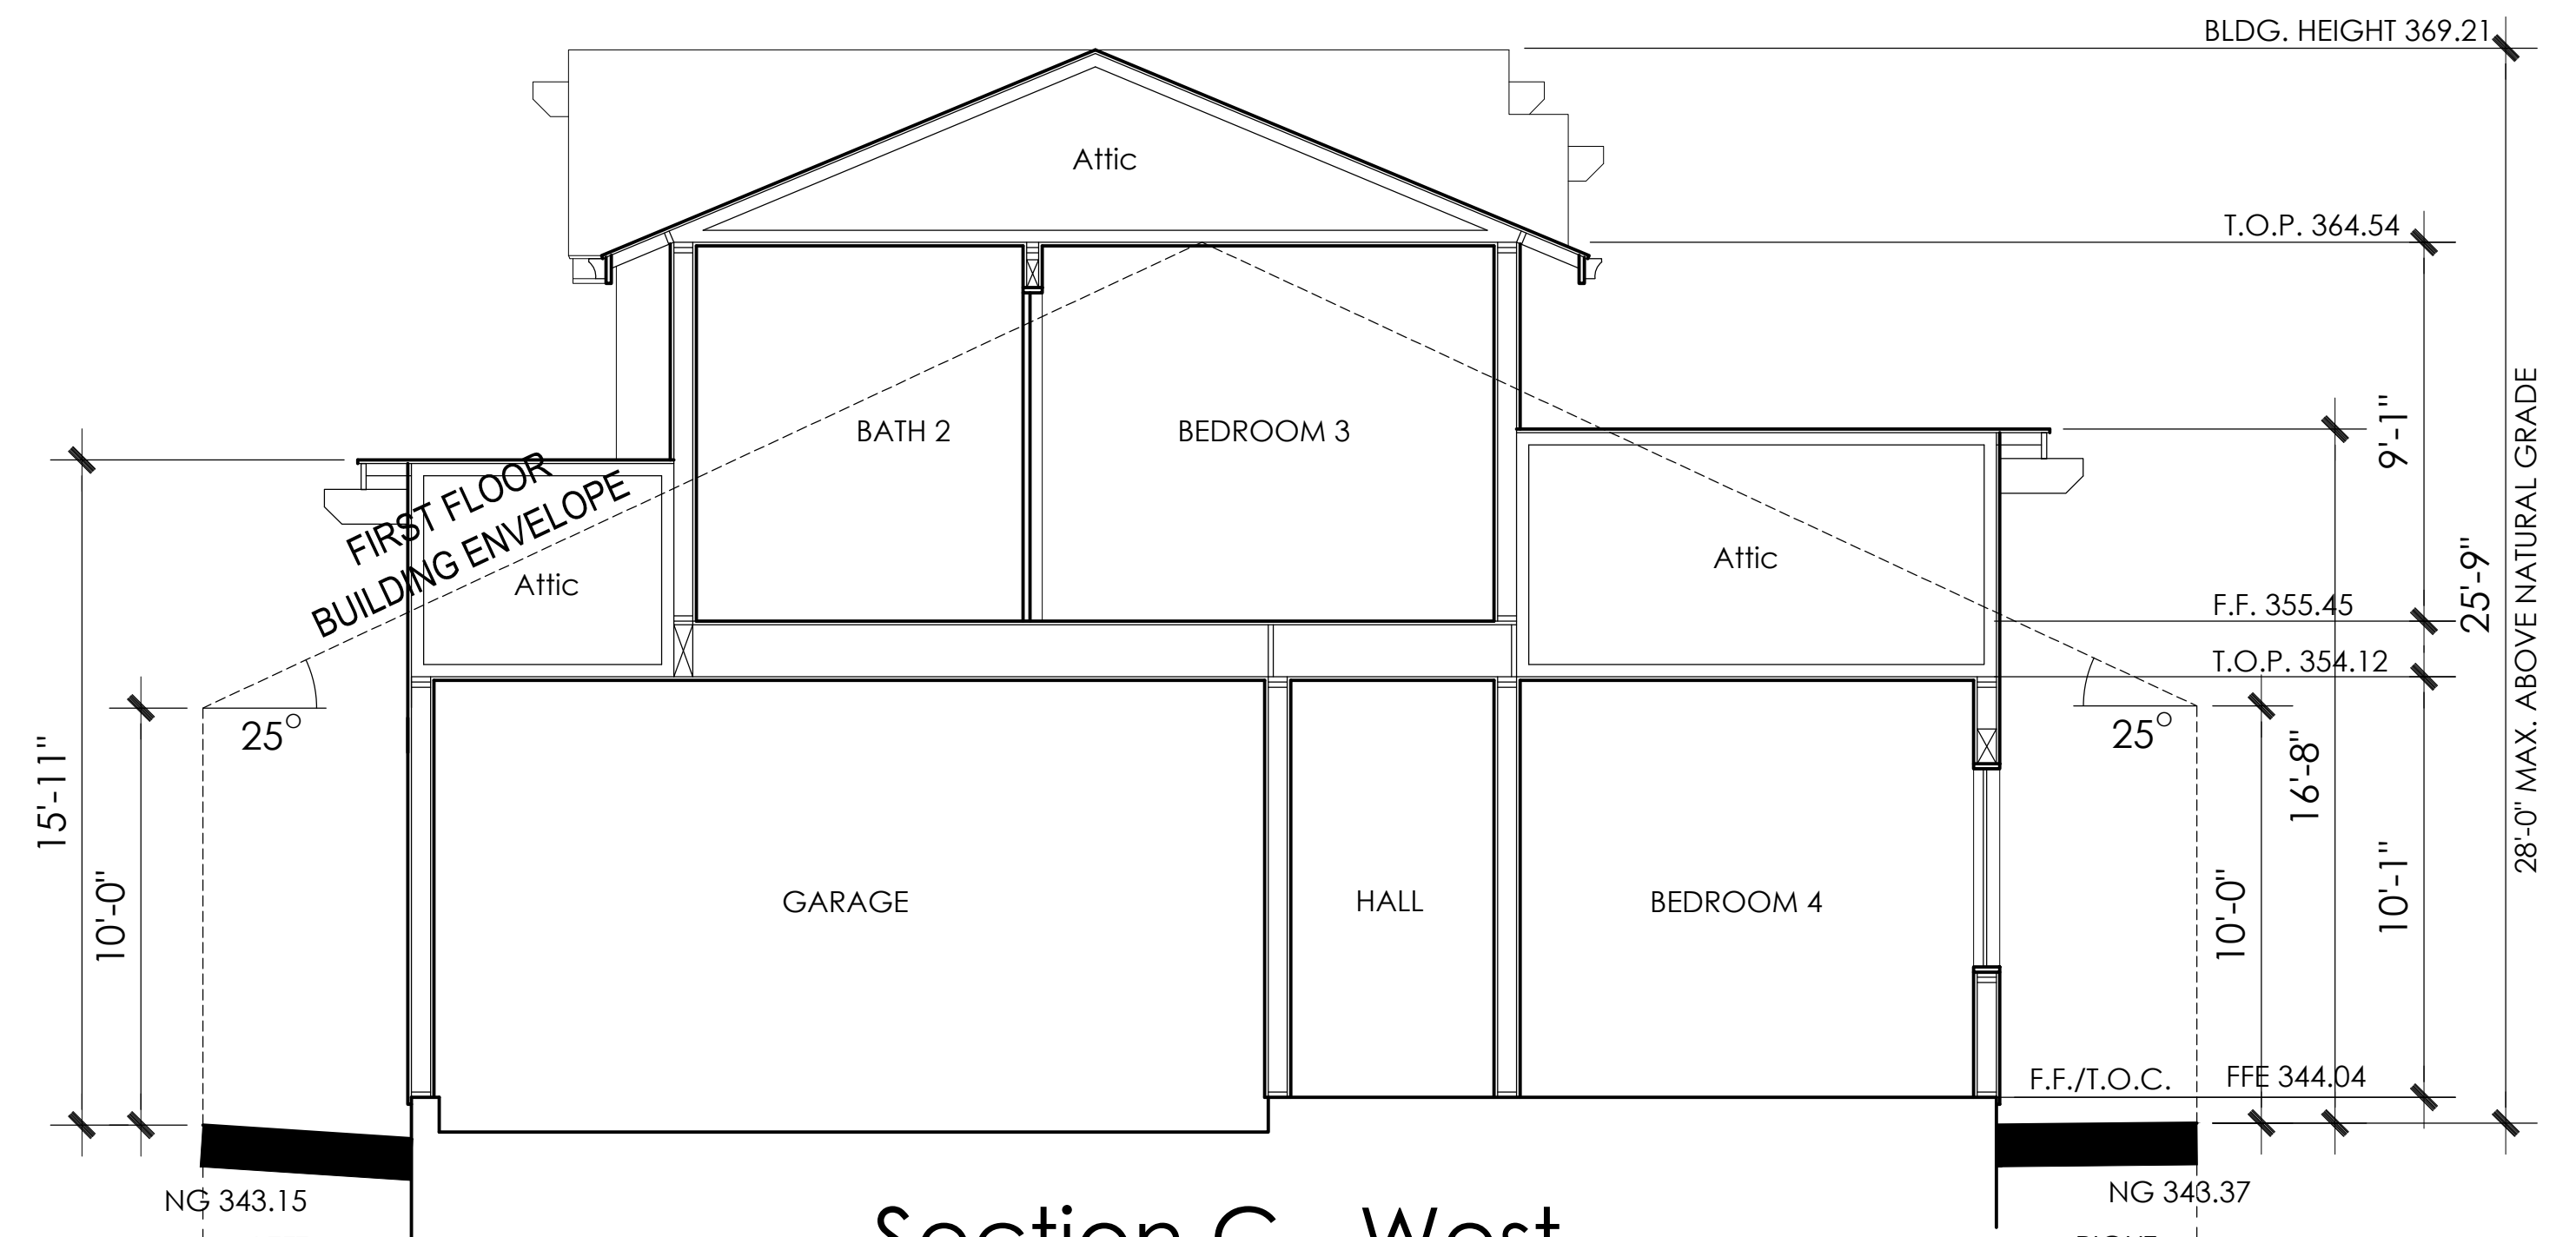 BLDG. HEIGHT 369.21
Attic
T.O.P. 364.54
9'-1"
28'-0" MAX. ABOVE NATURAL GRADE
25'-9"
BATH 2
BEDROOM 3
FIRST FLOOR
BUILDING ENVELOPE
Attic
Attic
F.F. 355.45
T.O.P. 354.12
25°
25°
15'-11"
10'-0"
16'-8"
10'-0"
10'-1"
GARAGE
HALL
BEDROOM 4
F.F./T.O.C.
FFE 344.04
NG 343.15
NG 343.37
Section C - West